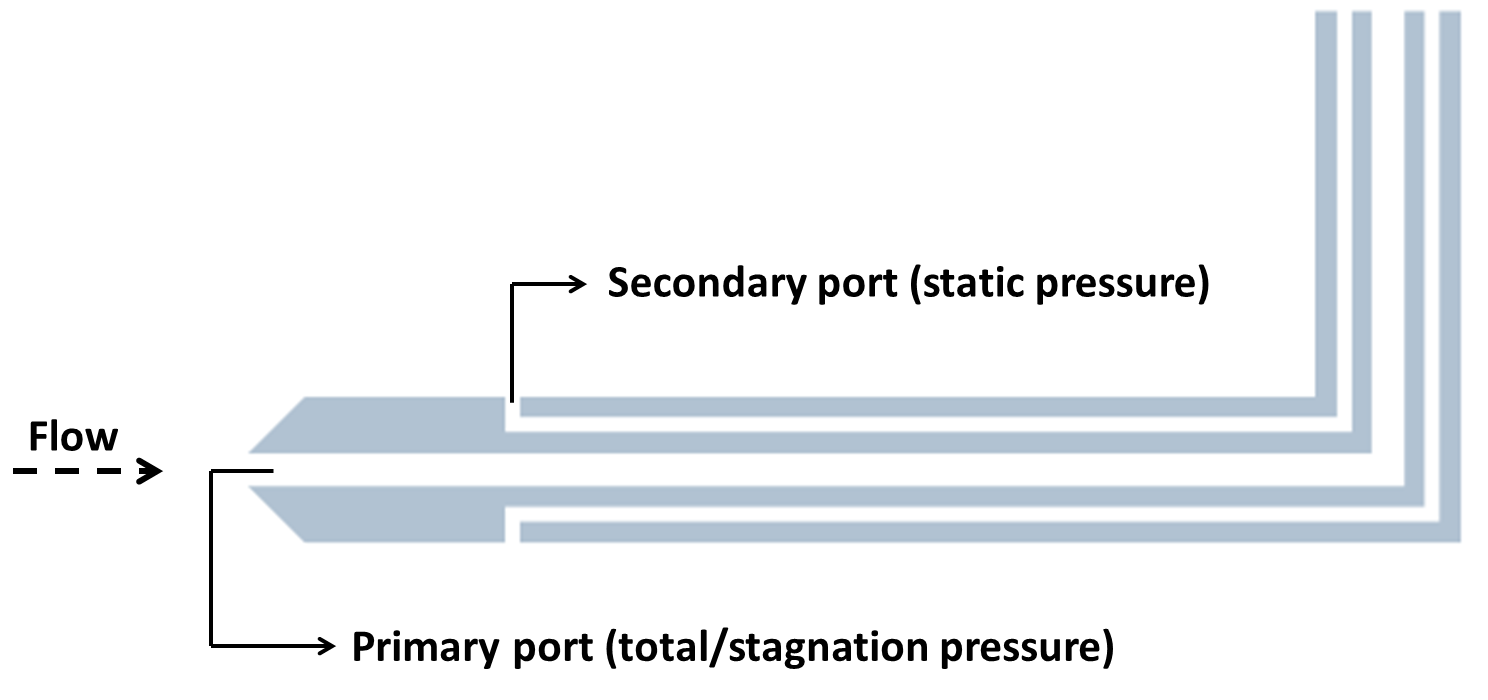 Secondary port (static pressure)
Flow
Primary port (total/stagnation pressure)